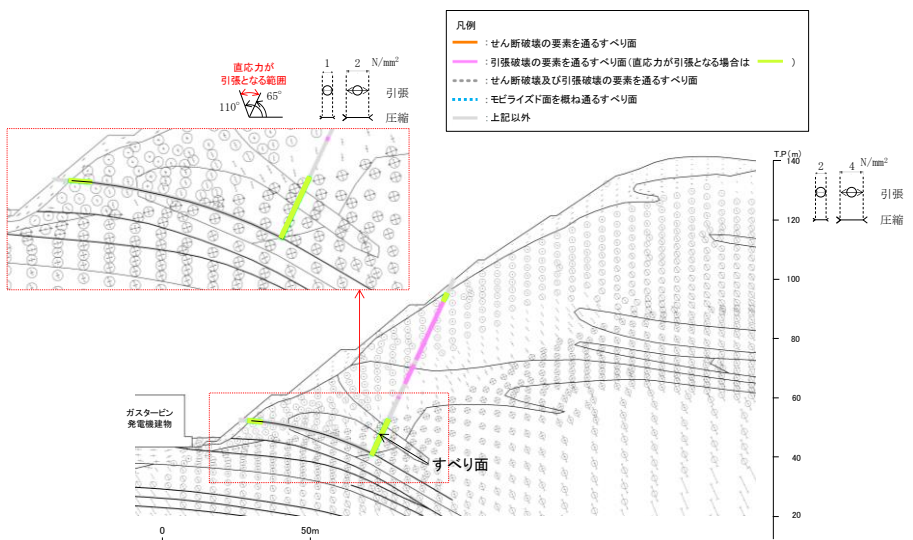 凡例
：せん断破壊の要素を通るすべり面
：引張破壊の要素を通るすべり面(直応力が引張となる場合は　　)
：せん断破壊及び引張破壊の要素を通るすべり面
：モビライズド面を概ね通るすべり面
：上記以外
直応力が
引張となる範囲
110°
65°
1 2 N/mm²
引張
圧縮
T.P(m)
140
120
100
80
60
40
20
2 4 N/mm²
引張
圧縮
ガスタービン
発電機建物
すべり面
0 50m